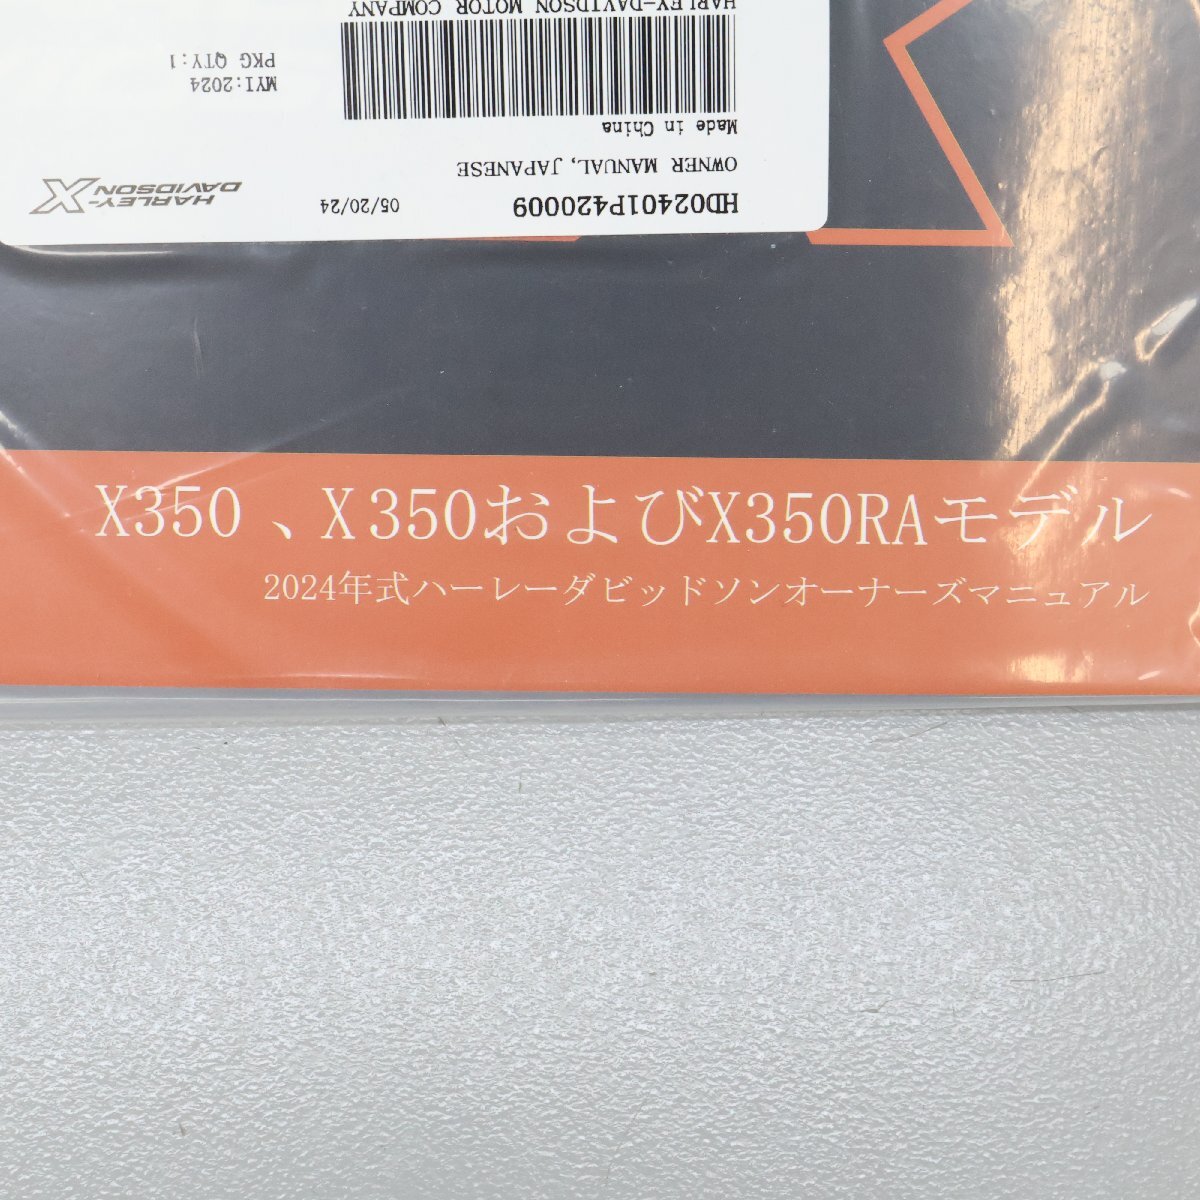 HD02401P420009
05/20/24
HARLEY-DAVIDSON X
OWNER MANUAL, JAPANESE
Made in China
MYI:2024
PKG QTY:1
HARLEY-DAVIDSON MOTOR COMPANY
X350 、X350およびX350RAモデル
2024年式ハーレーダビッドソンオーナーズマニュアル